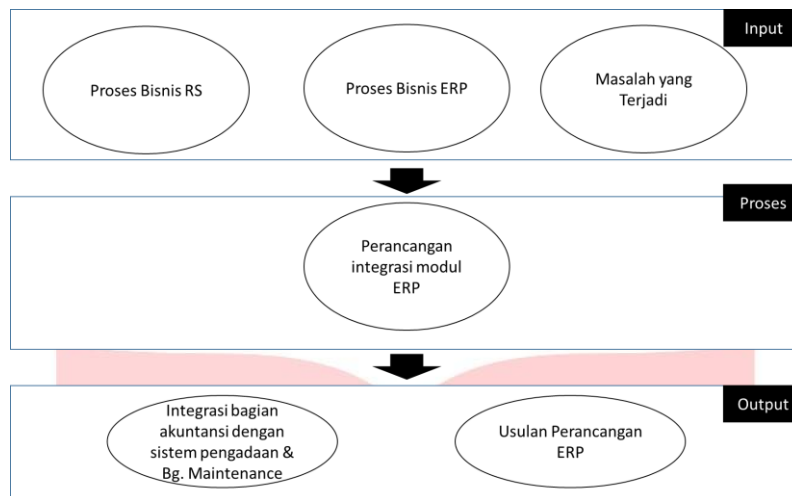 Input
Proses Bisnis RS
Proses Bisnis ERP
Masalah yang
Terjadi
Proses
Perancangan
integrasi modul
ERP
Output
Integrasi bagian
akuntansi dengan
sistem pengadaan &
Bg. Maintenance
Usulan Perancangan
ERP